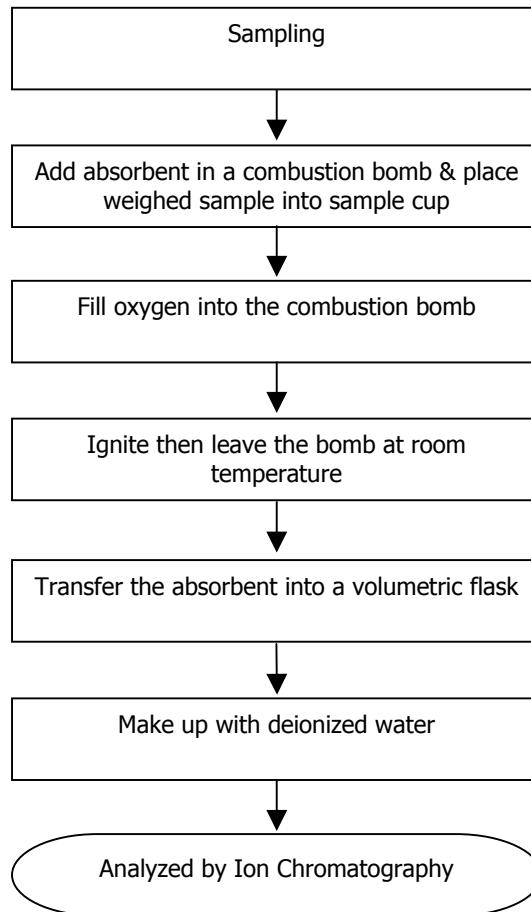 Sampling
Add absorbent in a combustion bomb & place
weighed sample into sample cup
Fill oxygen into the combustion bomb
Ignite then leave the bomb at room
temperature
Transfer the absorbent into a volumetric flask
Make up with deionized water
Analyzed by Ion Chromatography